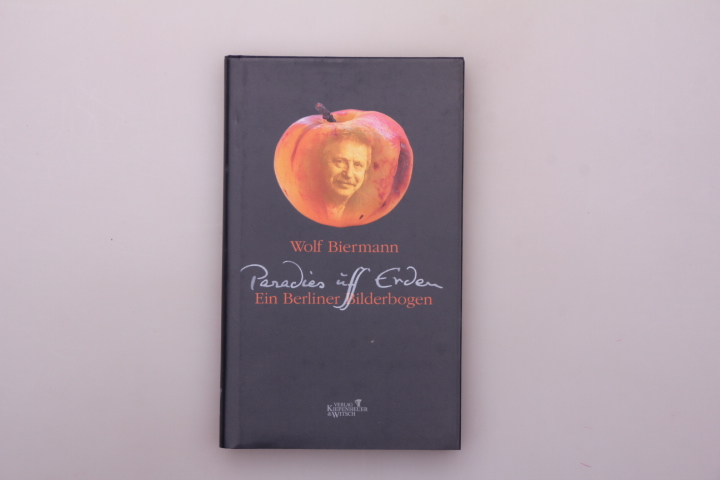 Wolf Biermann
Paradies uff Erden
Ein Berliner Bilderbogen
VERLAG
KIEPENHEUER
& WITSCH